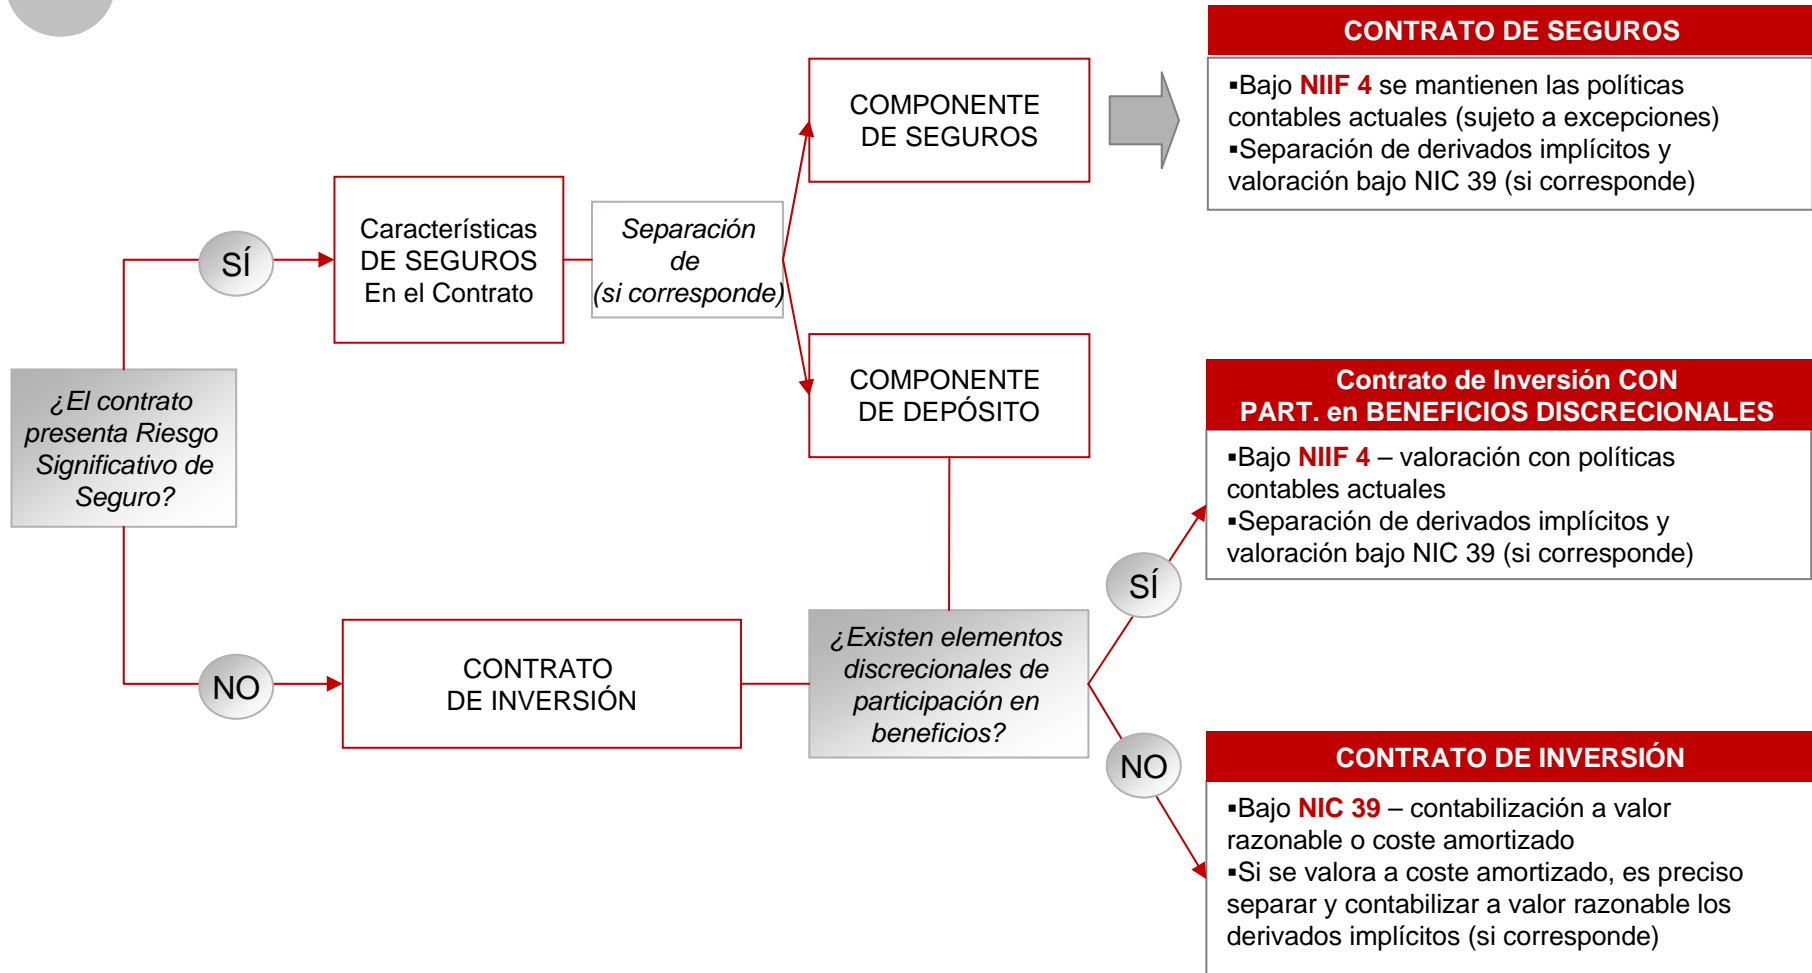 CONTRATO DE SEGUROS
▪Bajo NIIF 4 se mantienen las políticas
contables actuales (sujeto a excepciones)
▪Separación de derivados implícitos y
valoración bajo NIC 39 (si corresponde)
COMPONENTE
DE SEGUROS
SÍ
Características
DE SEGUROS
En el Contrato
Separación
de
(si corresponde)
COMPONENTE
DE DEPÓSITO
¿El contrato
presenta Riesgo
Significativo de
Seguro?
Contrato de Inversión CON
PART. en BENEFICIOS DISCRECIONALES
▪Bajo NIIF 4 – valoración con políticas
contables actuales
▪Separación de derivados implícitos y
valoración bajo NIC 39 (si corresponde)
SÍ
NO
CONTRATO
DE INVERSIÓN
¿Existen elementos
discrecionales de
participación en
beneficios?
NO
CONTRATO DE INVERSIÓN
▪Bajo NIC 39 – contabilización a valor
razonable o coste amortizado
▪Si se valora a coste amortizado, es preciso
separar y contabilizar a valor razonable los
derivados implícitos (si corresponde)